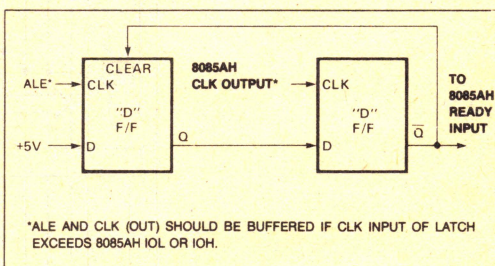 CLEAR
ALE*
CLK
"D"
F/F
+5V
D
Q
8085AH
CLK OUTPUT*
CLK
"D"
F/F
D
Q̅
TO
8085AH
READY
INPUT
*ALE AND CLK (OUT) SHOULD BE BUFFERED IF CLK INPUT OF LATCH
EXCEEDS 8085AH IOL OR IOH.